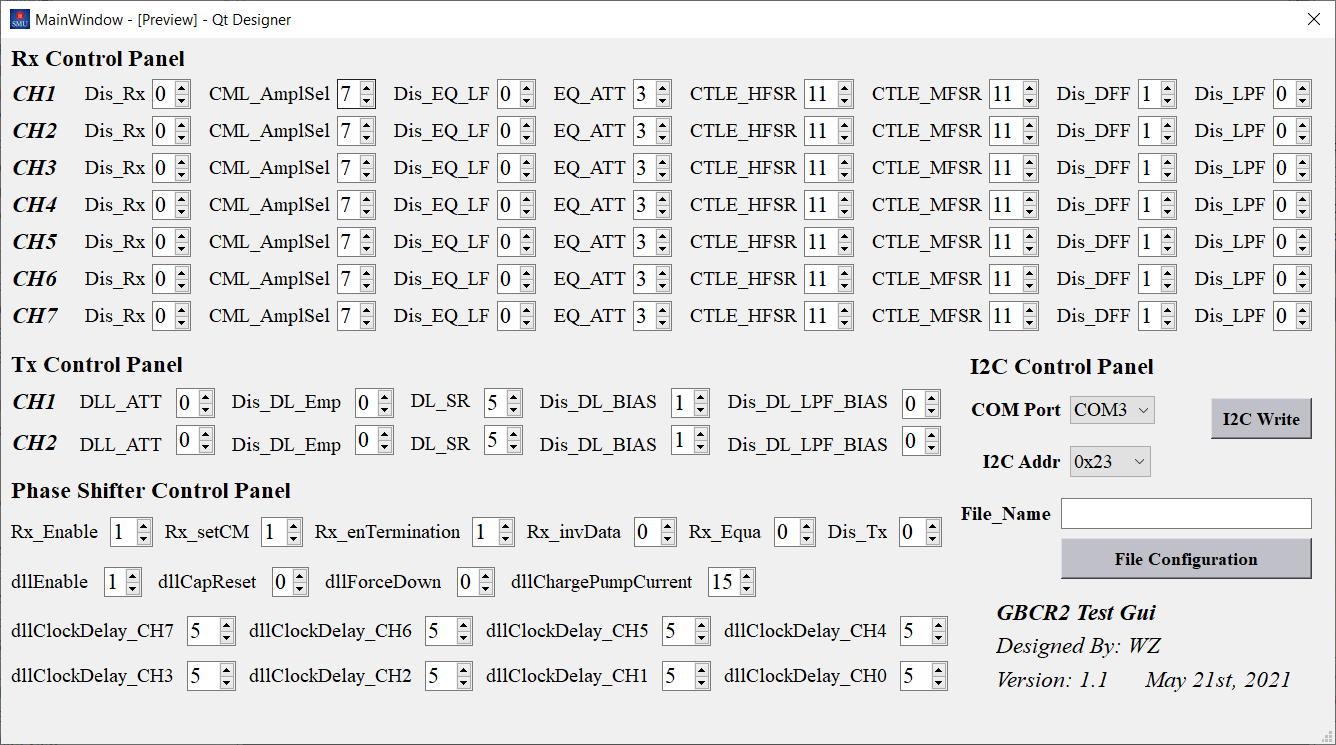 SMU MainWindow - [Preview] - Qt Designer
Rx Control Panel
CH1 Dis_Rx 0 CML_AmplSel 7 Dis_EQ_LF 0 EQ_ATT 3 CTLE_HFSR 11 CTLE_MFSR 11 Dis_DFF 1 Dis_LPF 0
CH2 Dis_Rx 0 CML_AmplSel 7 Dis_EQ_LF 0 EQ_ATT 3 CTLE_HFSR 11 CTLE_MFSR 11 Dis_DFF 1 Dis_LPF 0
CH3 Dis_Rx 0 CML_AmplSel 7 Dis_EQ_LF 0 EQ_ATT 3 CTLE_HFSR 11 CTLE_MFSR 11 Dis_DFF 1 Dis_LPF 0
CH4 Dis_Rx 0 CML_AmplSel 7 Dis_EQ_LF 0 EQ_ATT 3 CTLE_HFSR 11 CTLE_MFSR 11 Dis_DFF 1 Dis_LPF 0
CH5 Dis_Rx 0 CML_AmplSel 7 Dis_EQ_LF 0 EQ_ATT 3 CTLE_HFSR 11 CTLE_MFSR 11 Dis_DFF 1 Dis_LPF 0
CH6 Dis_Rx 0 CML_AmplSel 7 Dis_EQ_LF 0 EQ_ATT 3 CTLE_HFSR 11 CTLE_MFSR 11 Dis_DFF 1 Dis_LPF 0
CH7 Dis_Rx 0 CML_AmplSel 7 Dis_EQ_LF 0 EQ_ATT 3 CTLE_HFSR 11 CTLE_MFSR 11 Dis_DFF 1 Dis_LPF 0
Tx Control Panel
CH1 DLL_ATT 0 Dis_DL_Emp 0 DL_SR 5 Dis_DL_BIAS 1 Dis_DL_LPF_BIAS 0
CH2 DLL_ATT 0 Dis_DL_Emp 0 DL_SR 5 Dis_DL_BIAS 1 Dis_DL_LPF_BIAS 0
Phase Shifter Control Panel
Rx_Enable 1 Rx_setCM 1 Rx_enTermination 1 Rx_invData 0 Rx_Equa 0 Dis_Tx 0
dllEnable 1 dllCapReset 0 dllForceDown 0 dllChargePumpCurrent 15
dllClockDelay_CH7 5 dllClockDelay_CH6 5 dllClockDelay_CH5 5 dllClockDelay_CH4 5
dllClockDelay_CH3 5 dllClockDelay_CH2 5 dllClockDelay_CH1 5 dllClockDelay_CH0 5
I2C Control Panel
COM Port COM3 I2C Write
I2C Addr 0x23
File_Name
File Configuration
GBCR2 Test Gui
Designed By: WZ
Version: 1.1 May 21st, 2021